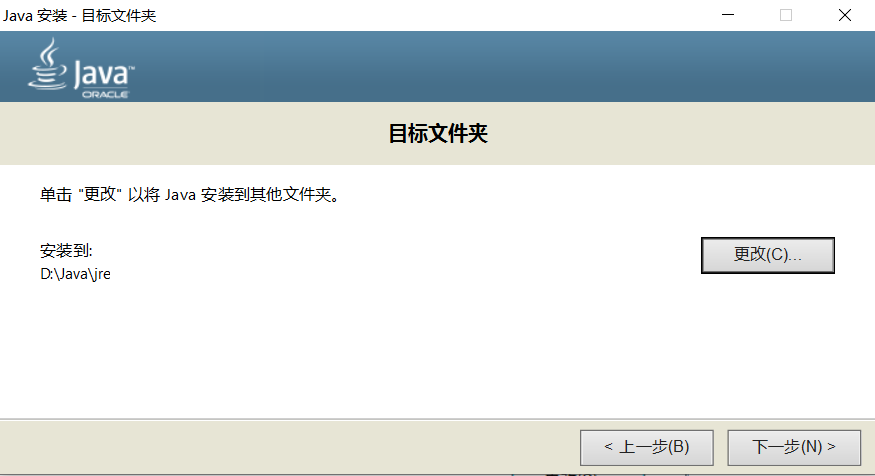 Java 安装 - 目标文件夹
Java™
ORACLE
目标文件夹
单击 "更改" 以将 Java 安装到其他文件夹。
安装到:
D:\Java\jre
更改(C)...
< 上一步(B)
下一步(N) >